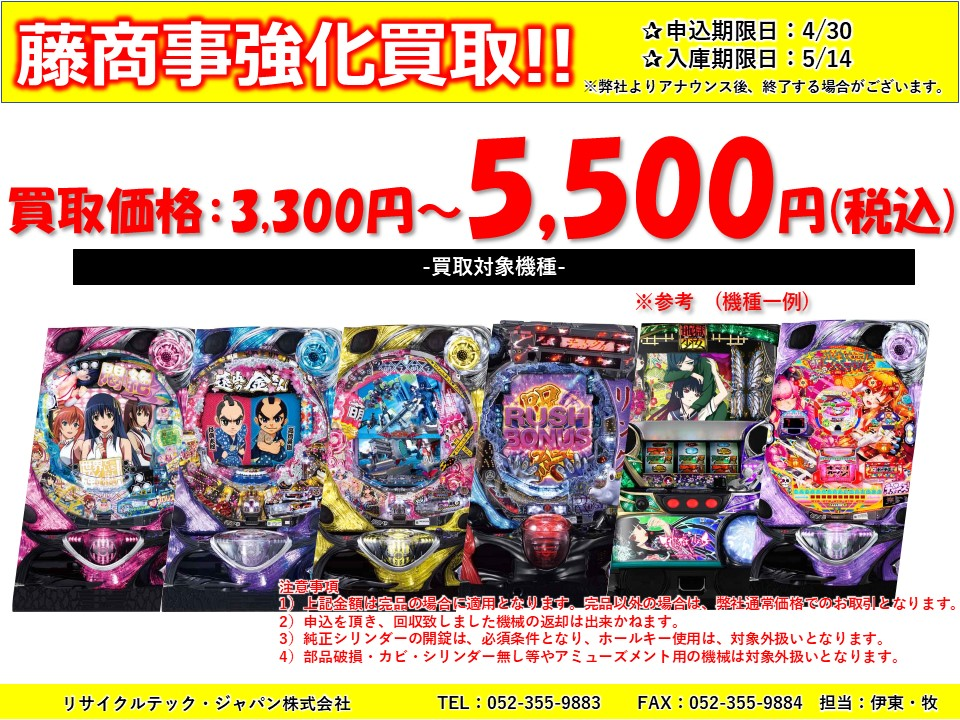 藤商事強化買取!!
✰申込期限日：4/30
✰入庫期限日：5/14
※弊社よりアナウンス後、終了する場合がございます。
買取価格：3,300円～5,500円(税込)
-買取対象機種-
※参考　(機種一例)
RUSH
BONUS
注意事項
1）上記金額は完品の場合に適用となります。完品以外の場合は、弊社通常価格でのお取引となります。
2）申込を頂き、回収致しました機械の返却は出来かねます。
3）純正シリンダーの開錠は、必須条件となり、ホールキー使用は、対象外扱いとなります。
4）部品破損・カビ・シリンダー無し等やアミューズメント用の機械は対象外扱いとなります。
リサイクルテック・ジャパン株式会社　TEL：052-355-9883　FAX：052-355-9884　担当：伊東・牧